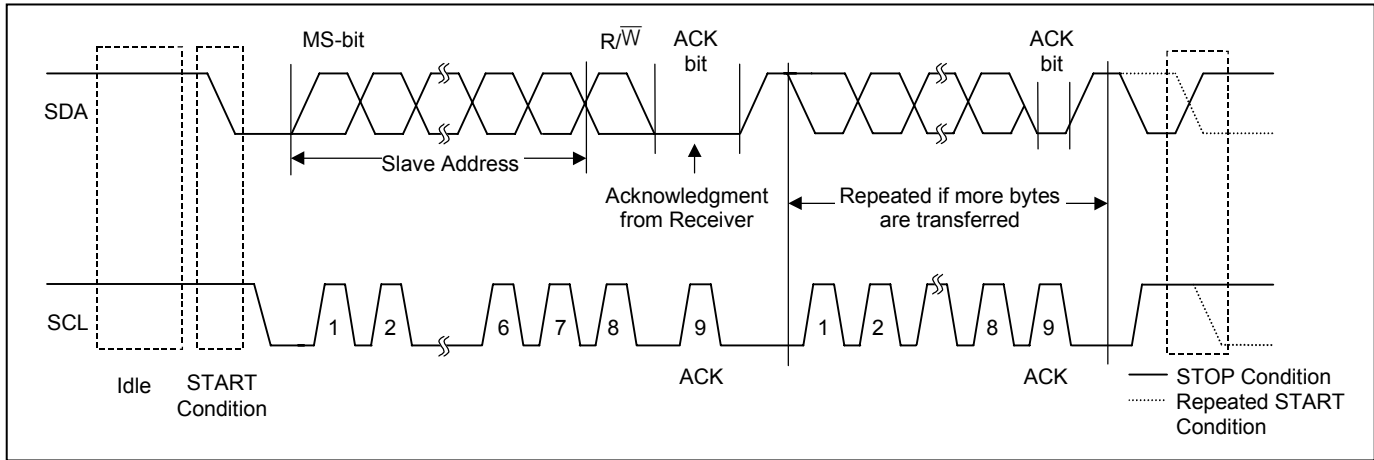 MS-bit
R/W̅
ACK
bit
ACK
bit
SDA
Slave Address
Acknowledgment
from Receiver
Repeated if more bytes
are transferred
SCL
1 2 6 7 8 9 1 2 8 9
Idle
START
Condition
ACK
ACK
STOP Condition
Repeated START
Condition